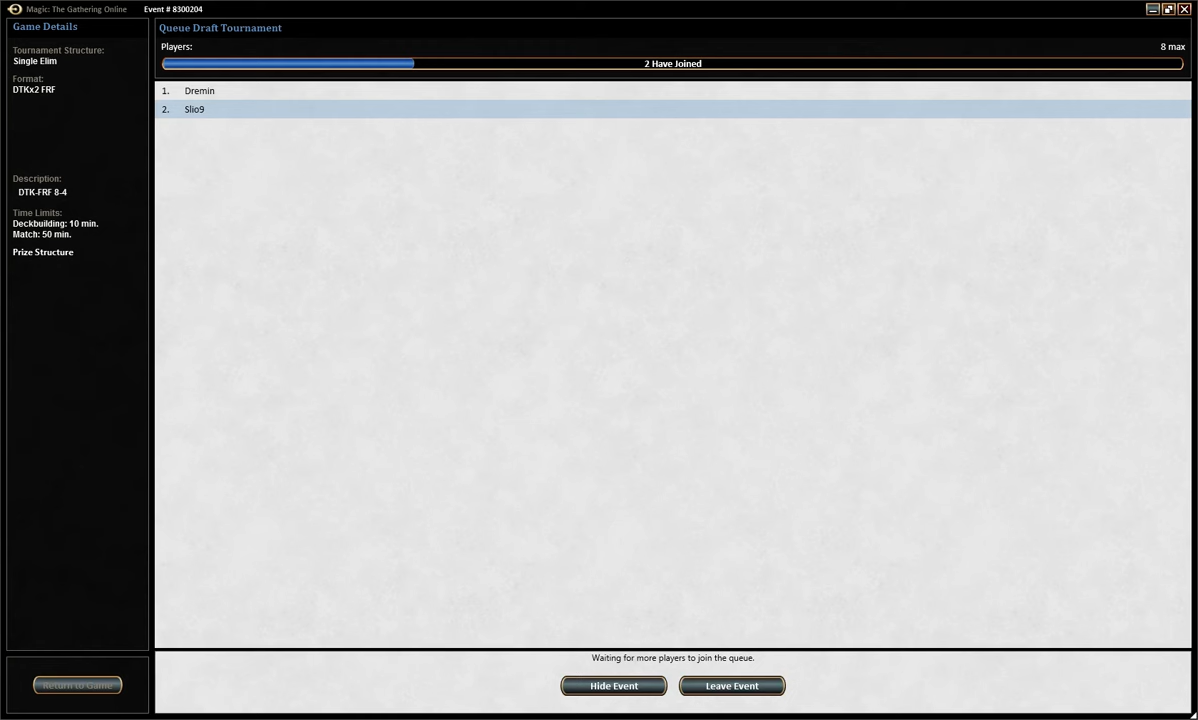 Magic: The Gathering Online Event # 8300204
Game Details
Tournament Structure:
Single Elim
Format:
DTKx2 FRF
Description:
DTK-FRF 8-4
Time Limits:
Deckbuilding: 10 min.
Match: 50 min.
Prize Structure
Return to Game
Queue Draft Tournament
Players: 8 max
2 Have Joined
1. Dremin
2. Slio9
Waiting for more players to join the queue.
Hide Event Leave Event